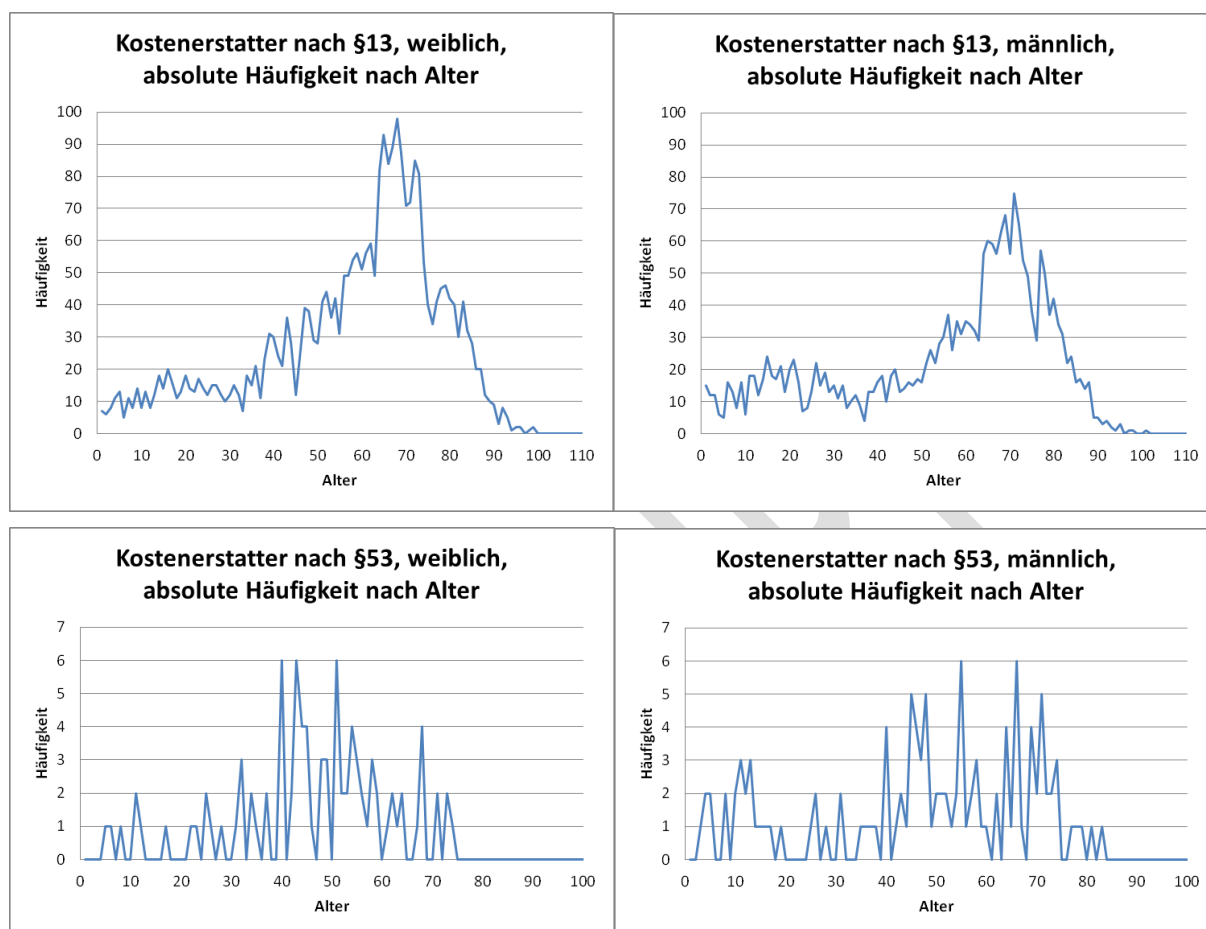 Kostenerstatter nach §13, weiblich,
absolute Häufigkeit nach Alter
Häufigkeit
100
90
80
70
60
50
40
30
20
10
0
0 10 20 30 40 50 60 70 80 90 100 110
Alter
Kostenerstatter nach §13, männlich,
absolute Häufigkeit nach Alter
Häufigkeit
100
90
80
70
60
50
40
30
20
10
0
0 10 20 30 40 50 60 70 80 90 100 110
Alter
Kostenerstatter nach §53, weiblich,
absolute Häufigkeit nach Alter
Häufigkeit
7
6
5
4
3
2
1
0
0 10 20 30 40 50 60 70 80 90 100
Alter
Kostenerstatter nach §53, männlich,
absolute Häufigkeit nach Alter
Häufigkeit
7
6
5
4
3
2
1
0
0 10 20 30 40 50 60 70 80 90 100
Alter